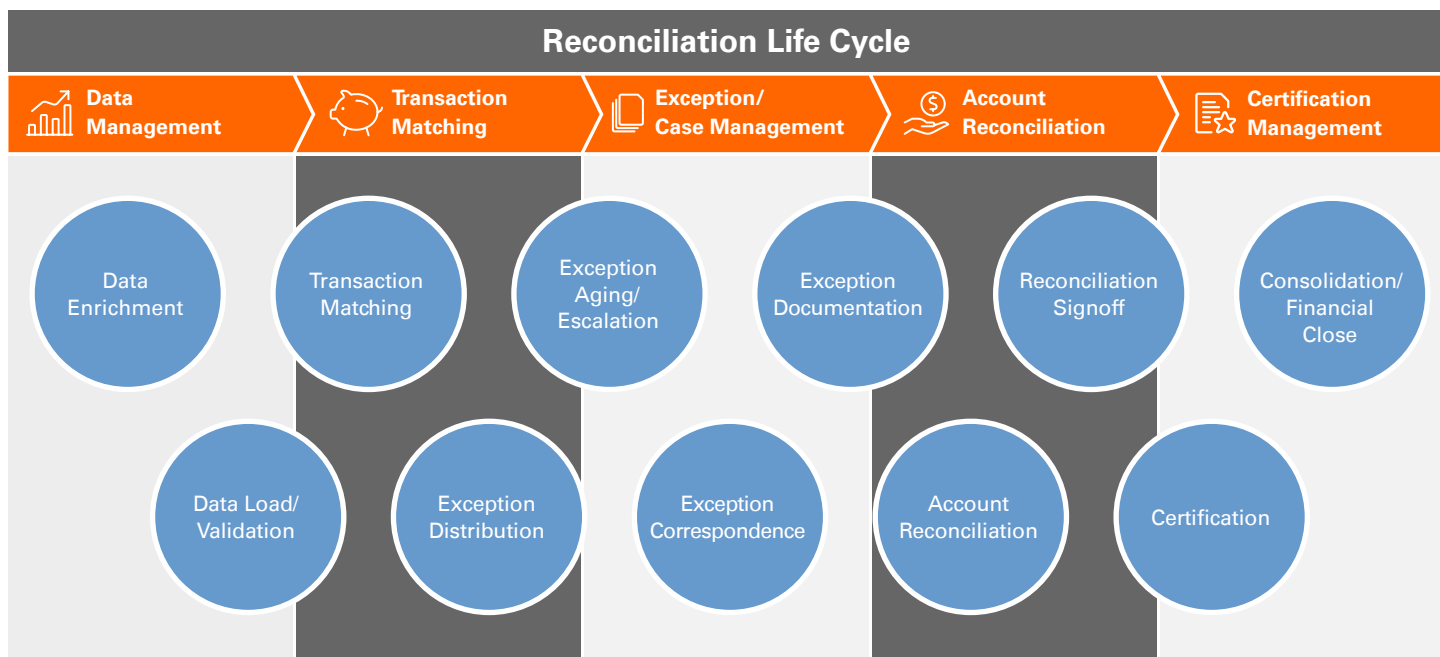 Reconciliation Life Cycle
Data
Management
Transaction
Matching
Exception/
Case Management
Account
Reconciliation
Certification
Management
Data
Enrichment
Transaction
Matching
Exception
Aging/
Escalation
Exception
Documentation
Reconciliation
Signoff
Consolidation/
Financial
Close
Data Load/
Validation
Exception
Distribution
Exception
Correspondence
Account
Reconciliation
Certification